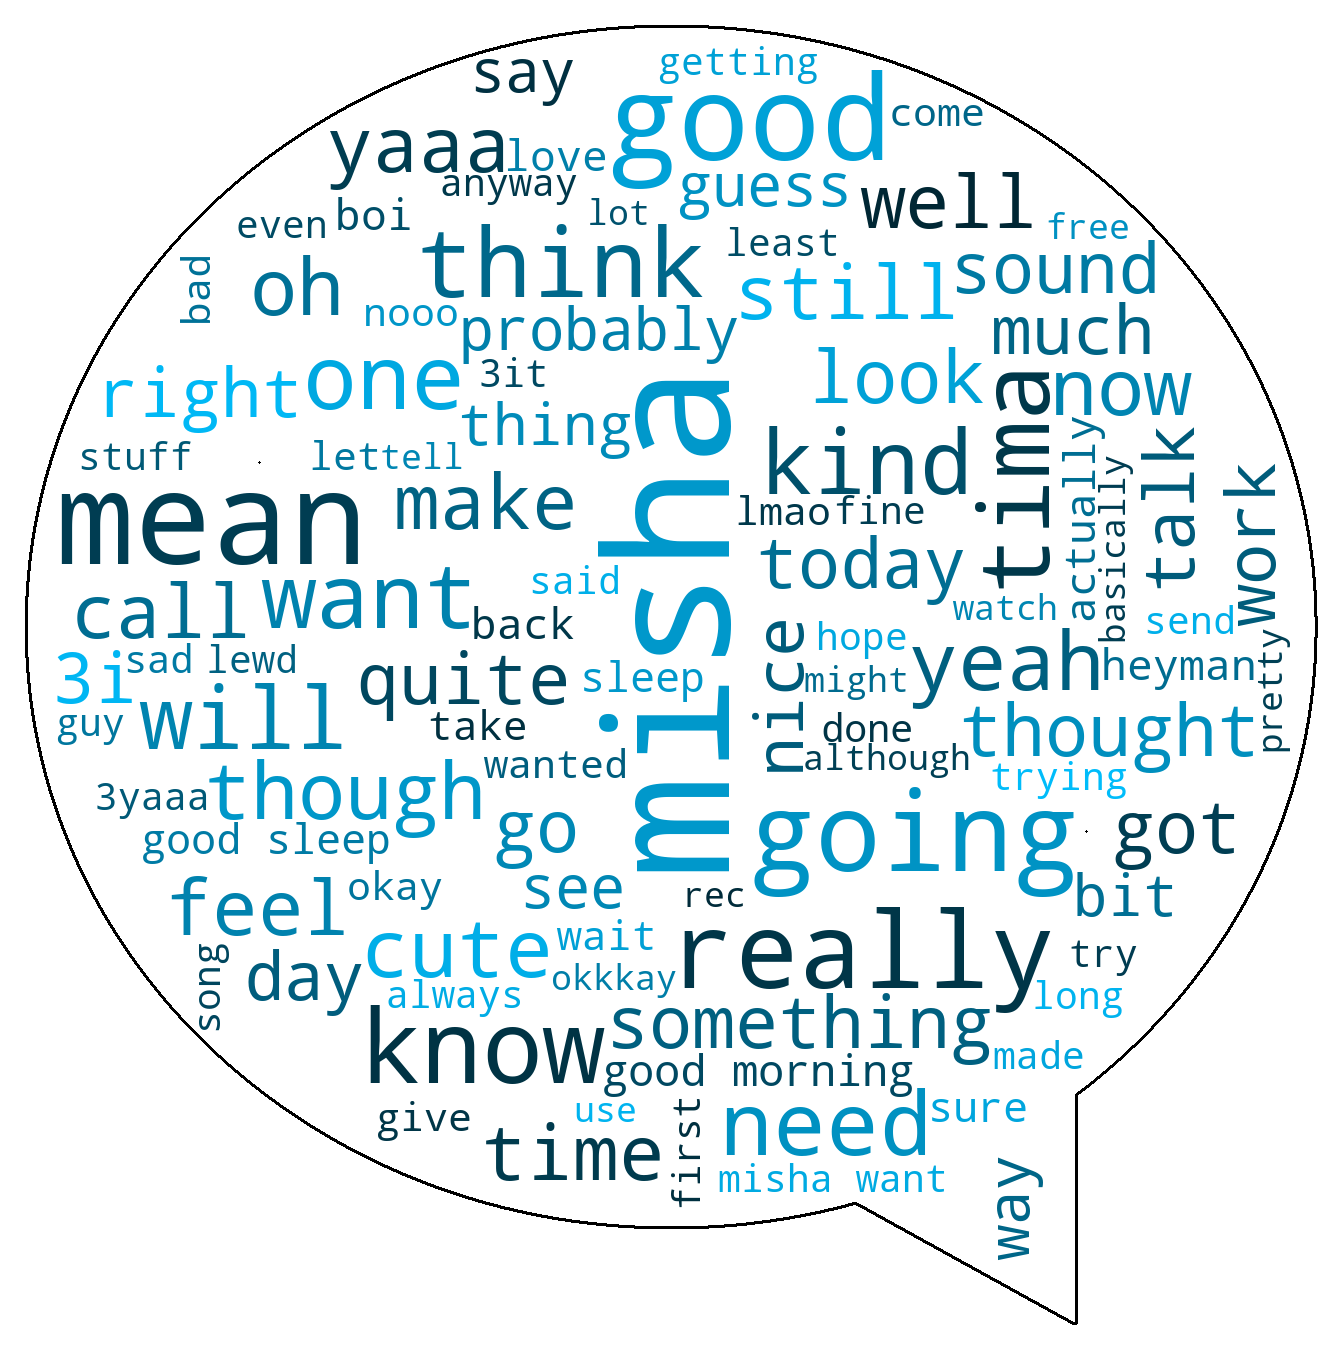 getting
say
good
come
yaaa
love
anyway
guess
well
lot
even
boi
free
least
think
sound
bad
oh
still
nooo
probably
much
3it
right
one
look
now
thing
misha
tima
stuff
let
tell
kind
actually
talk
basically
work
mean
make
lmao
fine
today
said
want
call
back
watch
send
nice
hope
yeah
heyman
pretty
3i
sad
lewd
quite
sleep
might
guy
will
take
done
thought
although
wanted
trying
3yaaa
though
go
going
got
good sleep
feel
okay
see
rec
bit
cute
wait
really
try
song
day
always
okkkay
long
know
something
made
good morning
give
use
first
need
sure
time
misha want
way